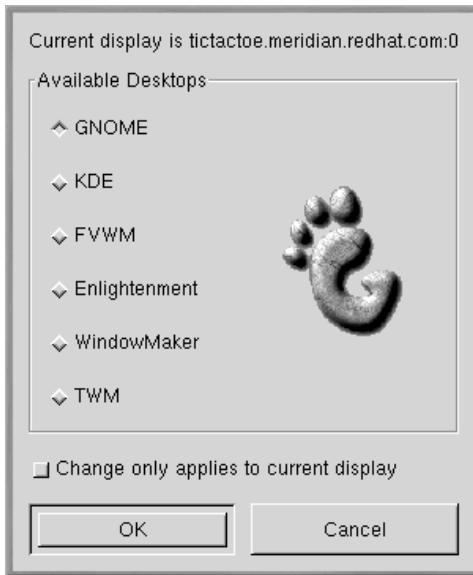 Current display is tictactoe.meridian.redhat.com:0
Available Desktops
GNOME
KDE
FVWM
Enlightenment
WindowMaker
TWM
Change only applies to current display
OK
Cancel